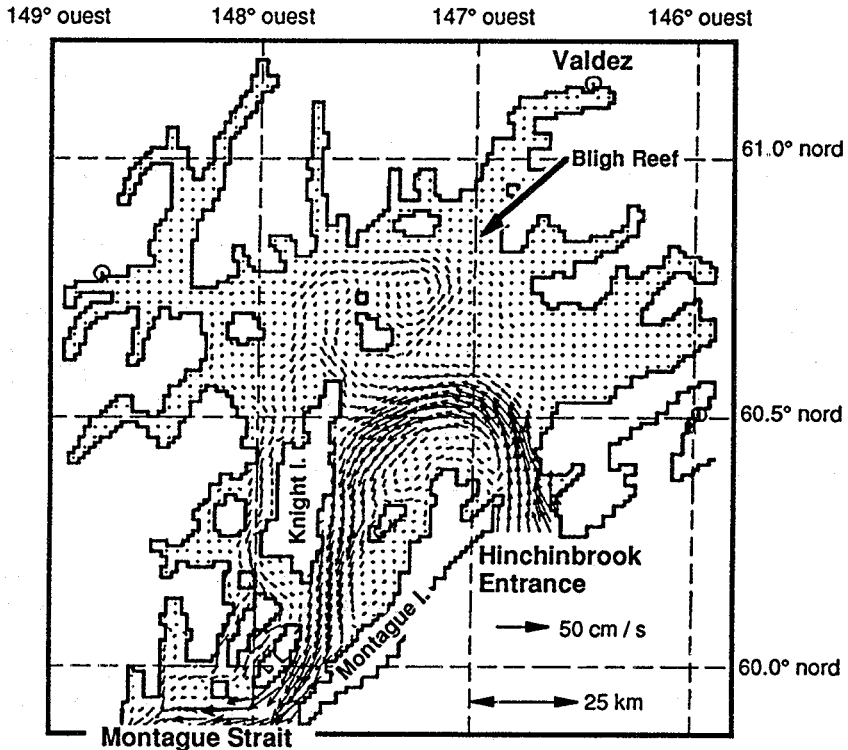 149° ouest 148° ouest 147° ouest 146° ouest
Valdez
61.0° nord
Bligh Reef
60.5° nord
Knight I.
Hinchinbrook
Entrance
50 cm / s
Montague I.
60.0° nord
25 km
Montague Strait